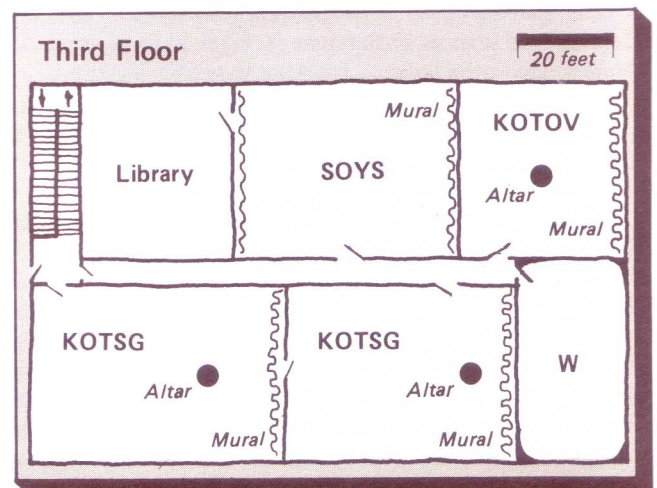 Third Floor
20 feet
Library
Mural
SOYS
KOTOV
Altar
Mural
KOTSG
Altar
Mural
KOTSG
Altar
Mural
W